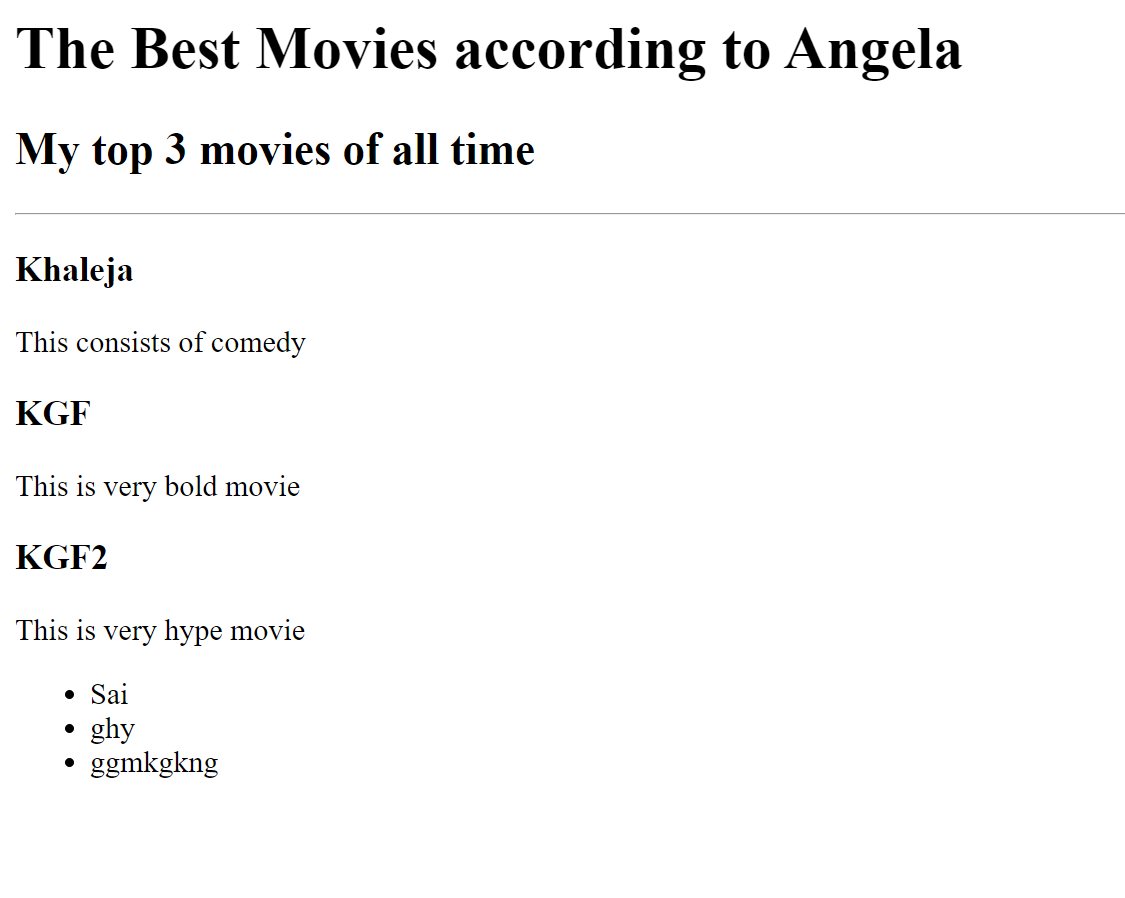 The Best Movies according to Angela
My top 3 movies of all time
Khaleja
This consists of comedy
KGF
This is very bold movie
KGF2
This is very hype movie
Sai
ghy
ggmkgkng